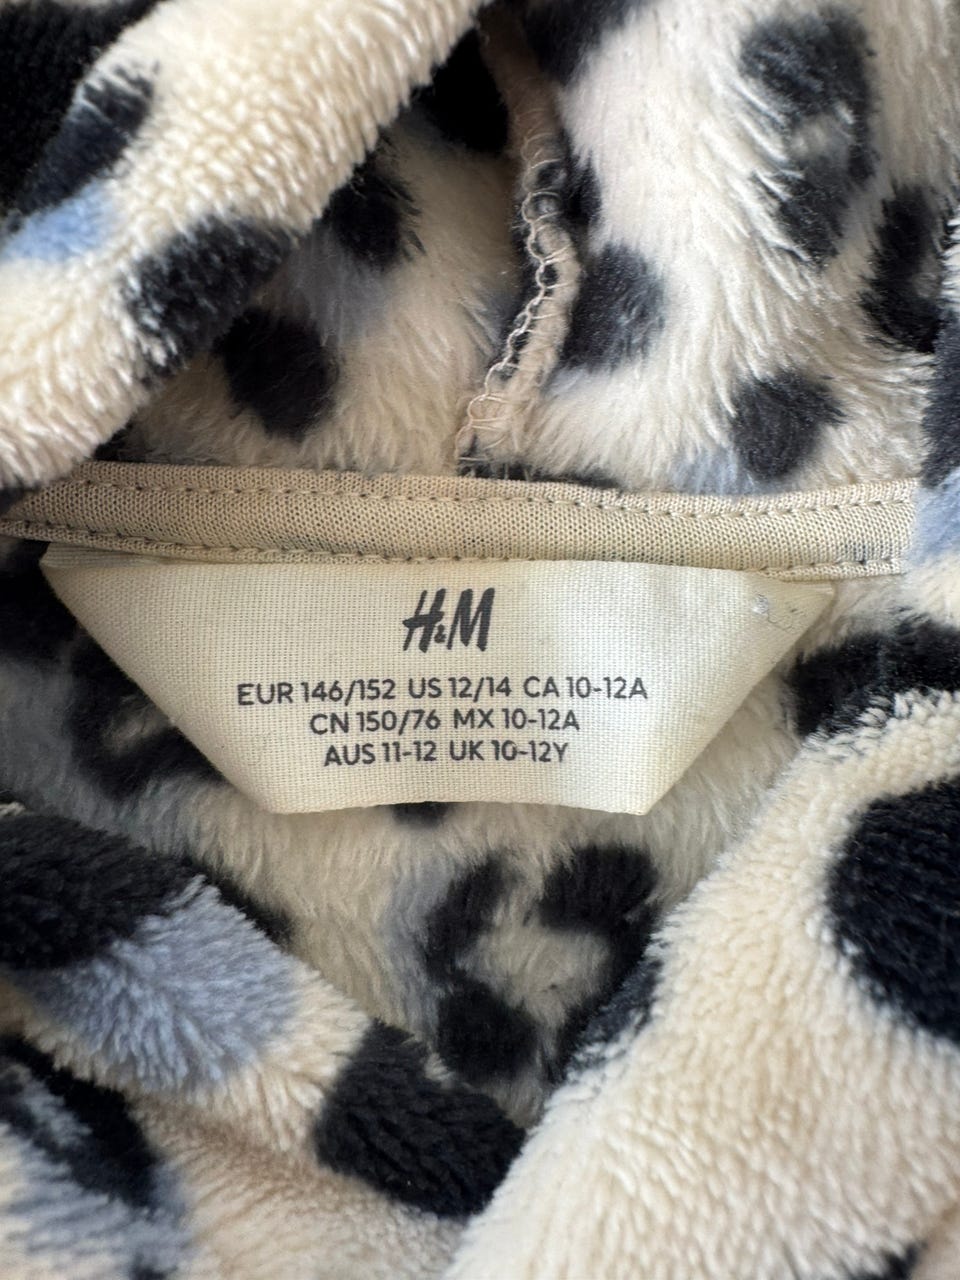 H&M
EUR 146/152 US 12/14 CA 10-12A
CN 150/76 MX 10-12A
AUS 11-12 UK 10-12Y